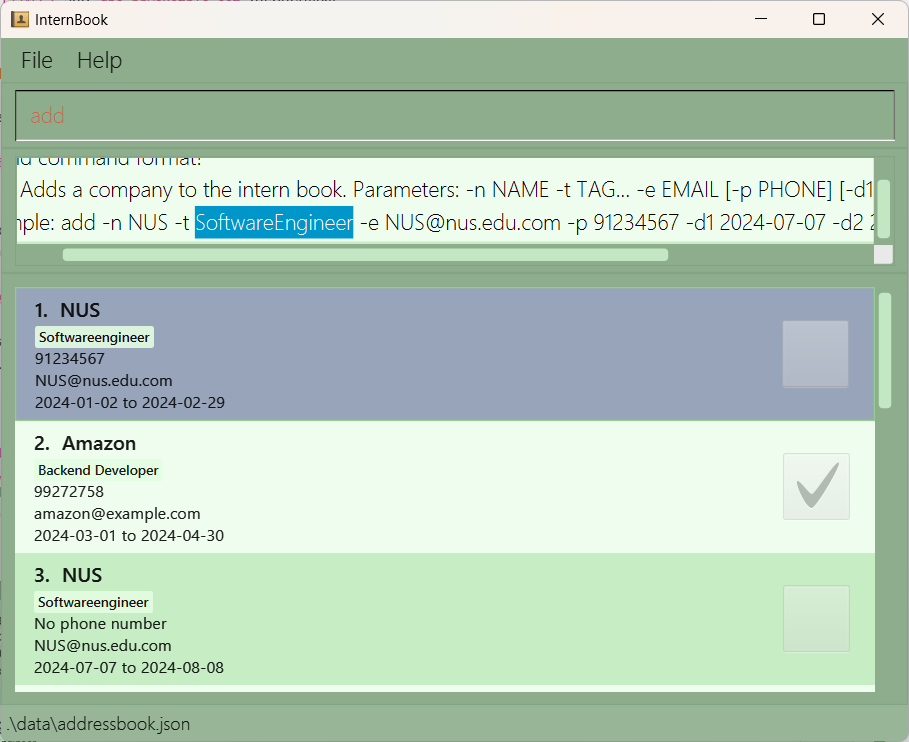 InternBook
File Help
add
command format:
Adds a company to the intern book. Parameters: -n NAME -t TAG... -e EMAIL [-p PHONE] [-d1
add -n NUS -t SoftwareEngineer -e NUS@nus.edu.com -p 91234567 -d1 2024-07-07 -d2
1. NUS
Softwareengineer
91234567
NUS@nus.edu.com
2024-01-02 to 2024-02-29
2. Amazon
Backend Developer
99272758
amazon@example.com
2024-03-01 to 2024-04-30
3. NUS
Softwareengineer
No phone number
NUS@nus.edu.com
2024-07-07 to 2024-08-08
.\data\addressbook.json